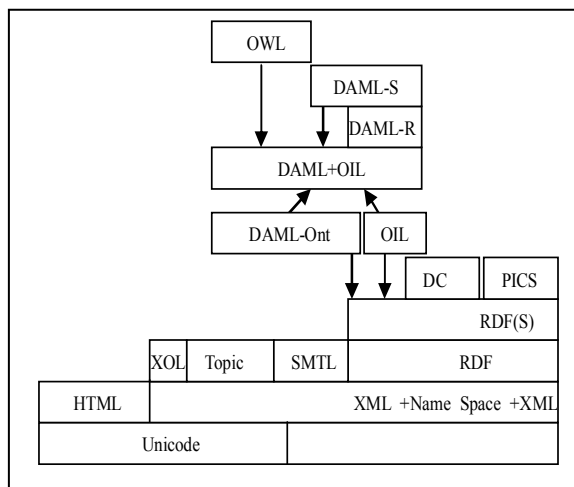 OWL
DAML-S
DAML-R
DAML+OIL
DAML-Ont OIL
DC PICS
RDF(S)
XOL Topic SMTL RDF
HTML XML +Name Space +XML
Unicode